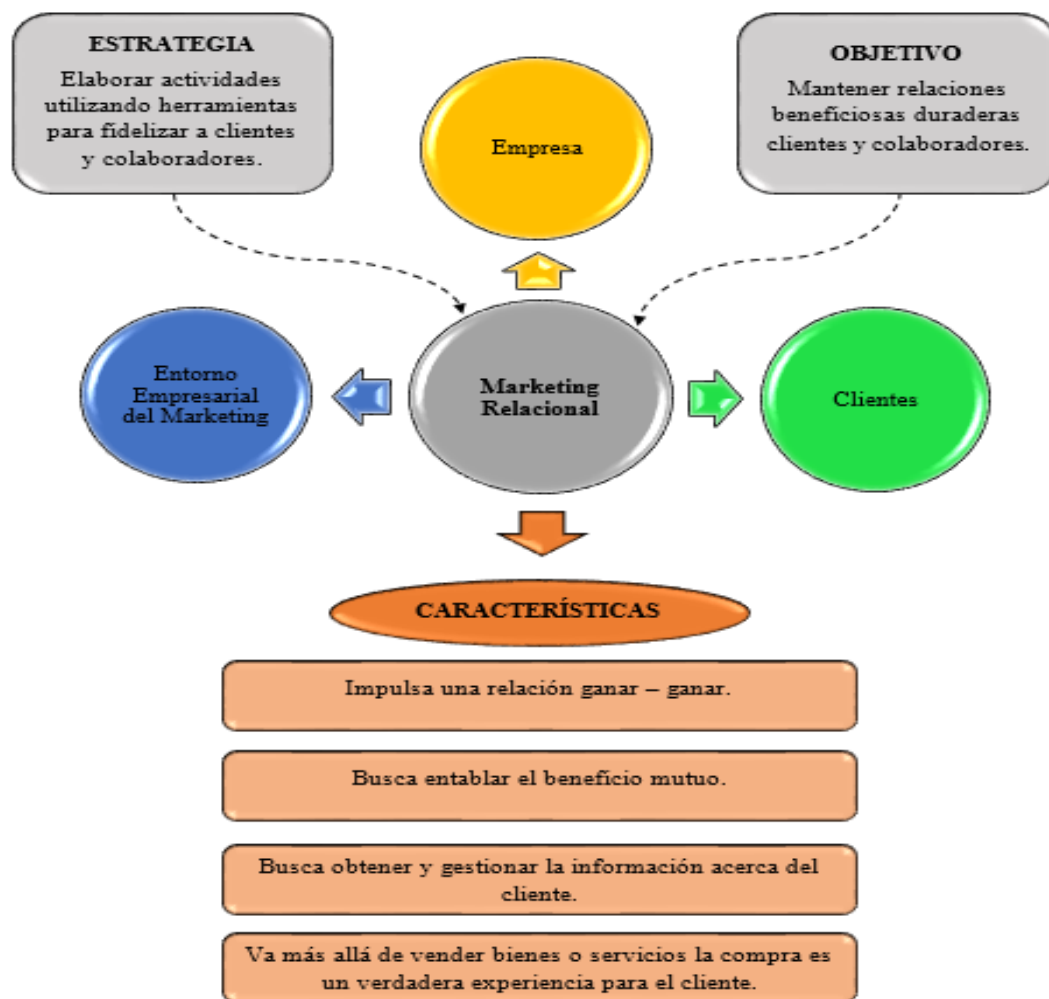 ESTRATEGIA
Elaborar actividades
utilizando herramientas
para fidelizar a clientes
y colaboradores.
OBJETIVO
Mantener relaciones
beneficiosas duraderas
clientes y colaboradores.
Empresa
Entorno
Empresarial
del Marketing
Marketing
Relacional
Clientes
CARACTERÍSTICAS
Impulsa una relación ganar – ganar.
Busca entablar el beneficio mutuo.
Busca obtener y gestionar la información acerca del
cliente.
Va más allá de vender bienes o servicios la compra es
un verdadera experiencia para el cliente.